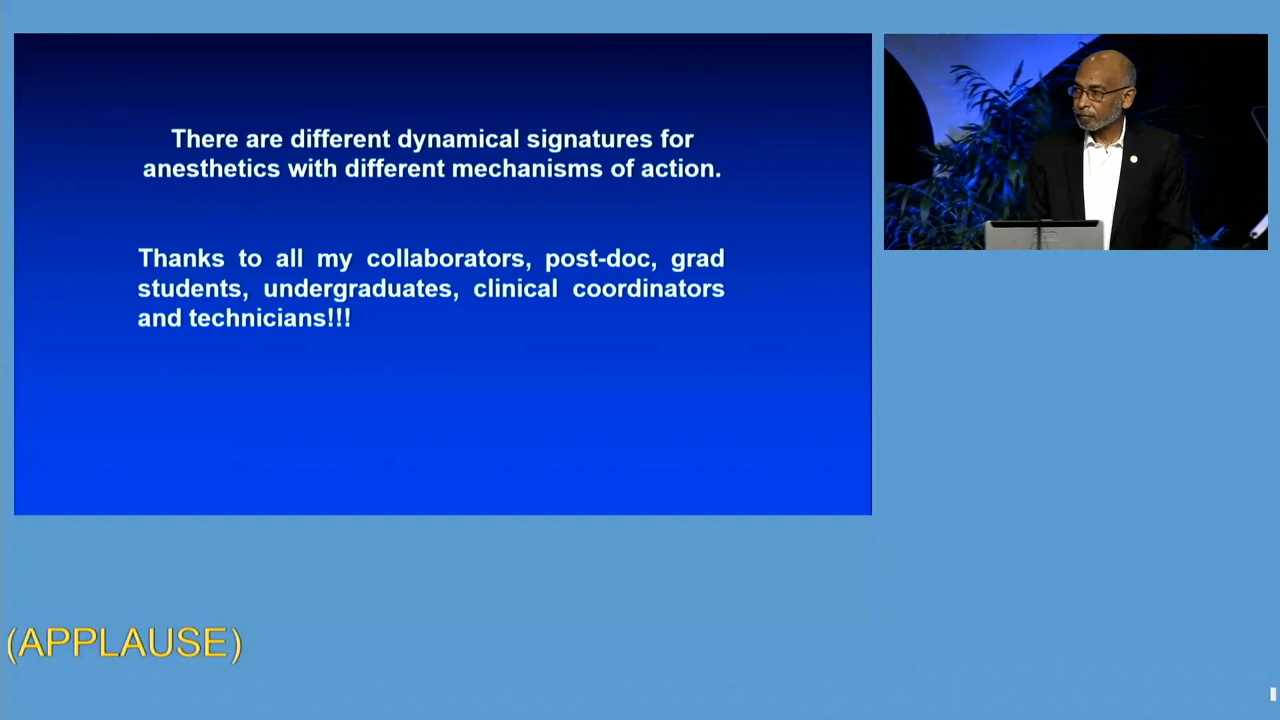 There are different dynamical signatures for
anesthetics with different mechanisms of action.
Thanks to all my collaborators, post-doc, grad
students, undergraduates, clinical coordinators
and technicians!!!
(APPLAUSE)